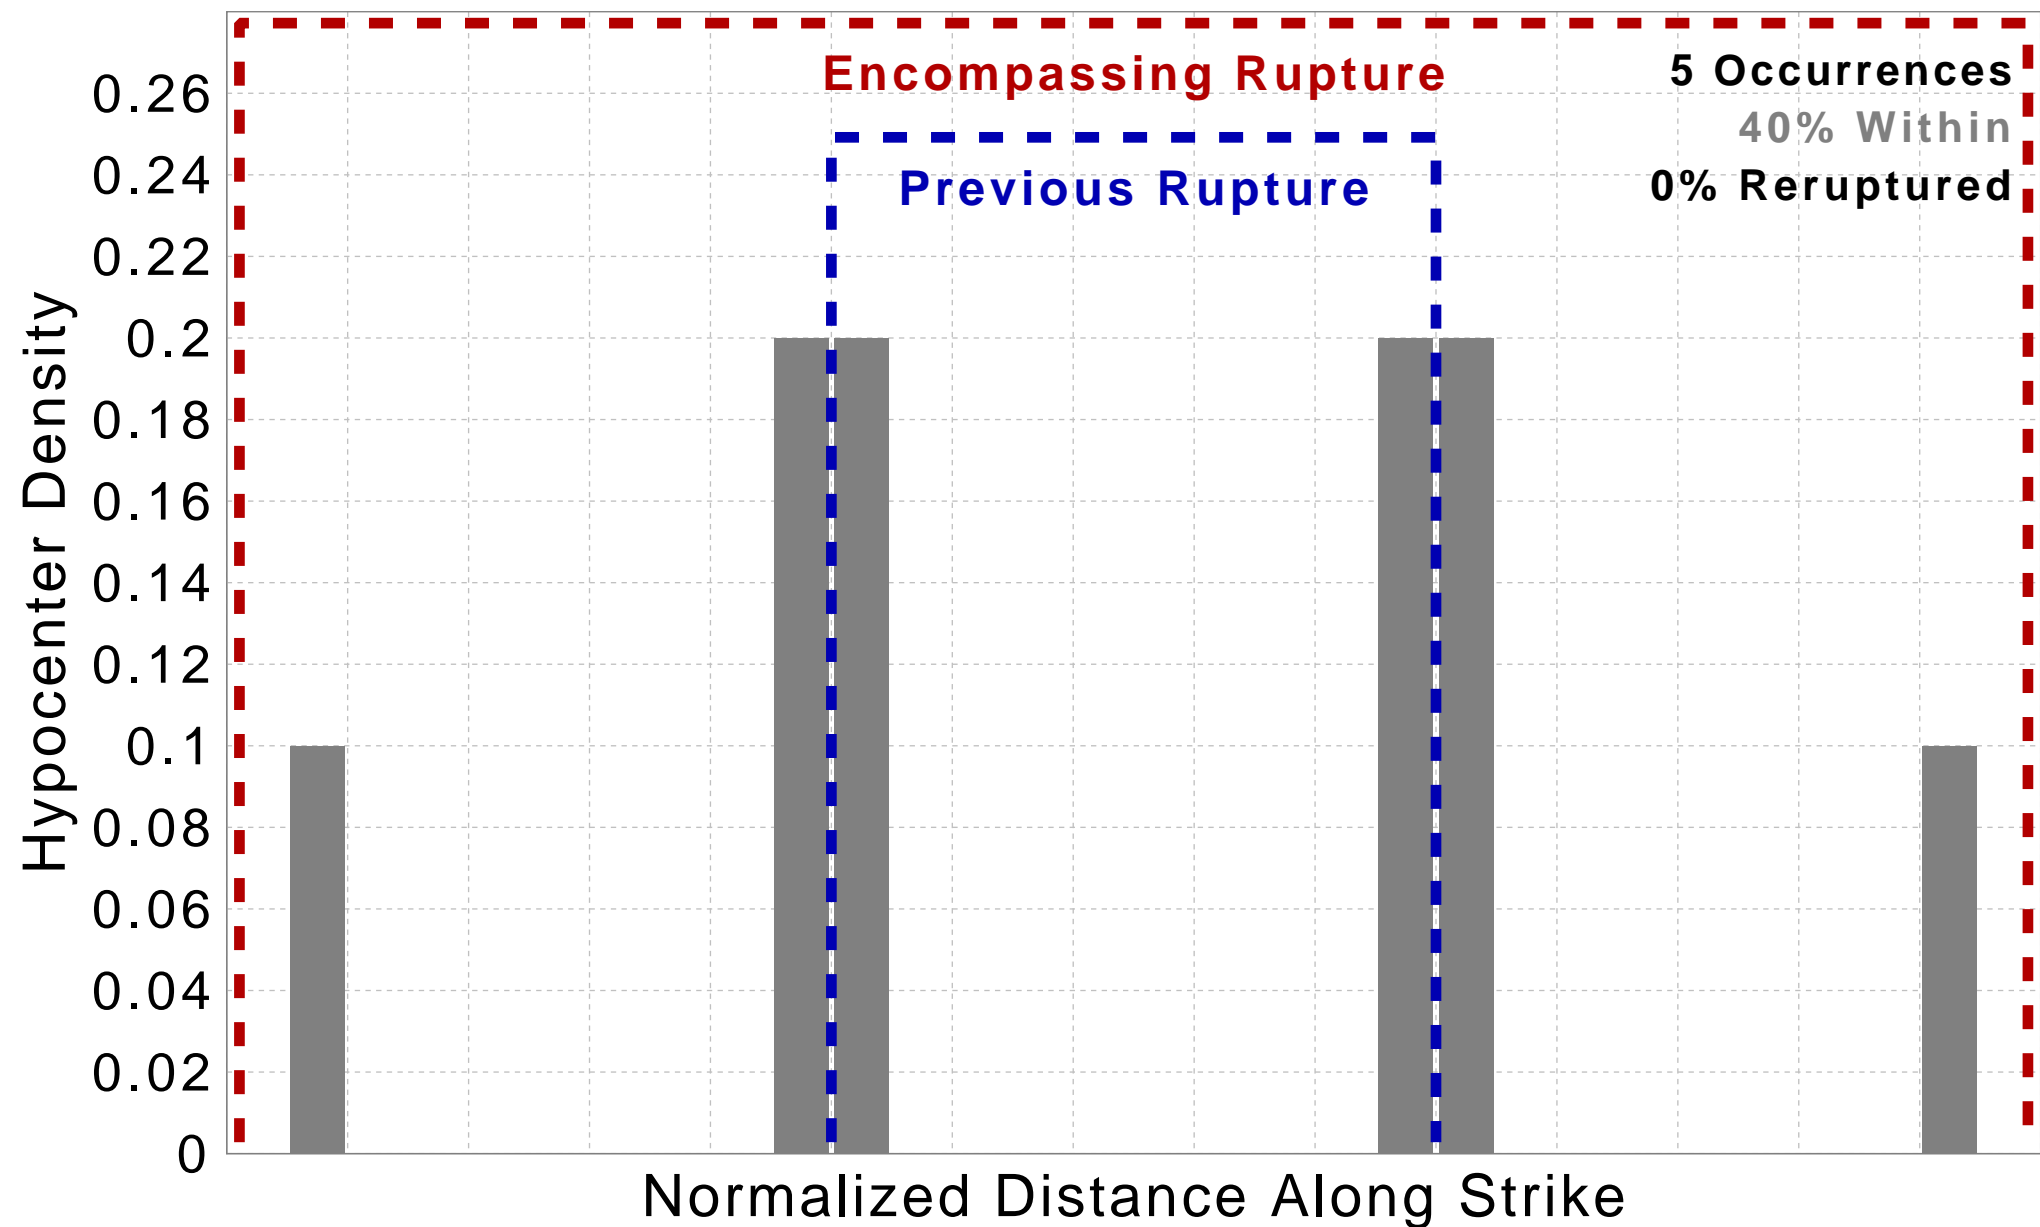 Encompassing Rupture
5 Occurrences
40% Within
0% Reruptured
Previous Rupture
Hypocenter Density
0.26
0.24
0.22
0.2
0.18
0.16
0.14
0.12
0.1
0.08
0.06
0.04
0.02
0
Normalized Distance Along Strike